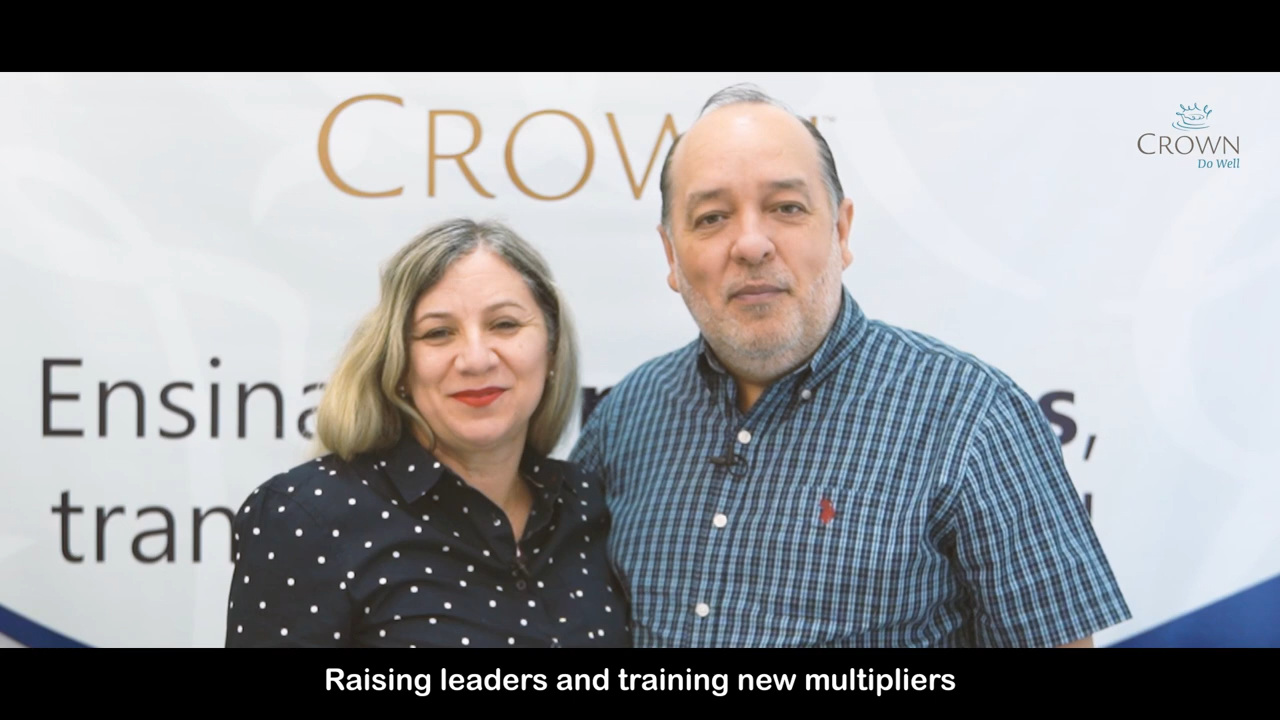 CROW
CROWN
Do Well
Ensina s,
tran
Raising leaders and training new multipliers